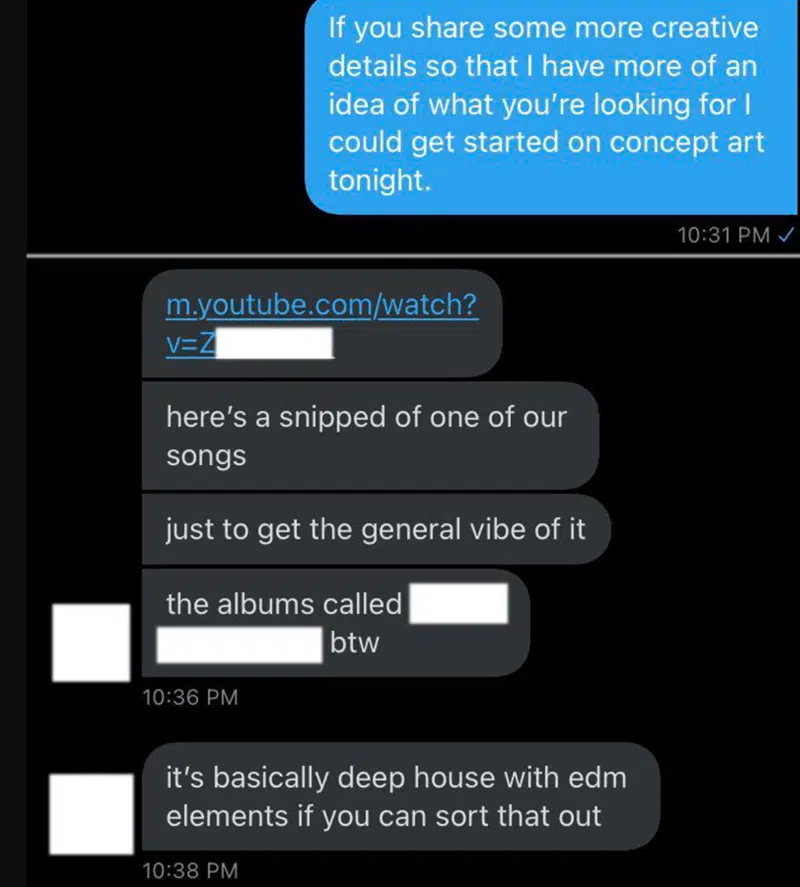 If you share some more creative
details so that I have more of an
idea of what you’re looking for I
could get started on concept art
tonight.
10:31 PM ✓
m.youtube.com/watch?
v=Z
here’s a snipped of one of our
songs
just to get the general vibe of it
the albums called
btw
10:36 PM
it’s basically deep house with edm
elements if you can sort that out
10:38 PM